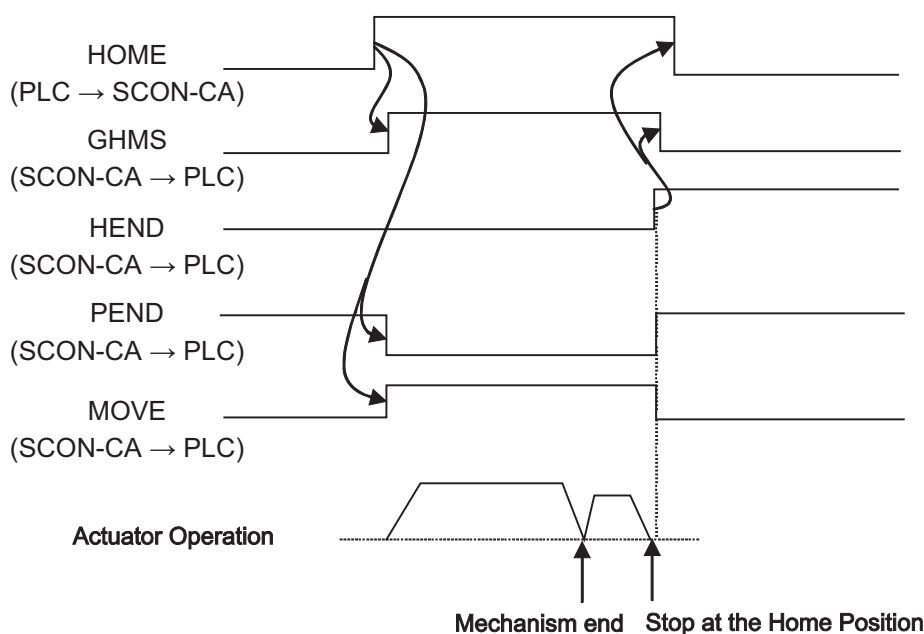 HOME
(PLC → SCON-CA)
GHMS
(SCON-CA → PLC)
HEND
(SCON-CA → PLC)
PEND
(SCON-CA → PLC)
MOVE
(SCON-CA → PLC)
Actuator Operation
Mechanism end
Stop at the Home Position